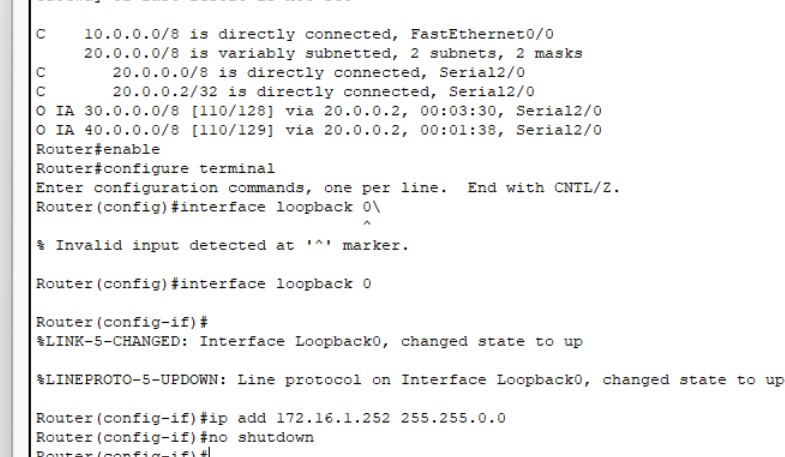 C    10.0.0.0/8 is directly connected, FastEthernet0/0
     20.0.0.0/8 is variably subnetted, 2 subnets, 2 masks
C       20.0.0.0/8 is directly connected, Serial2/0
C       20.0.0.2/32 is directly connected, Serial2/0
O IA 30.0.0.0/8 [110/128] via 20.0.0.2, 00:03:30, Serial2/0
O IA 40.0.0.0/8 [110/129] via 20.0.0.2, 00:01:38, Serial2/0
Router#enable
Router#configure terminal
Enter configuration commands, one per line.  End with CNTL/Z.
Router(config)#interface loopback 0\
                                  ^
% Invalid input detected at '^' marker.
Router(config)#interface loopback 0
Router(config-if)#
%LINK-5-CHANGED: Interface Loopback0, changed state to up
%LINEPROTO-5-UPDOWN: Line protocol on Interface Loopback0, changed state to up
Router(config-if)#ip add 172.16.1.252 255.255.0.0
Router(config-if)#no shutdown
Router(config-if)#